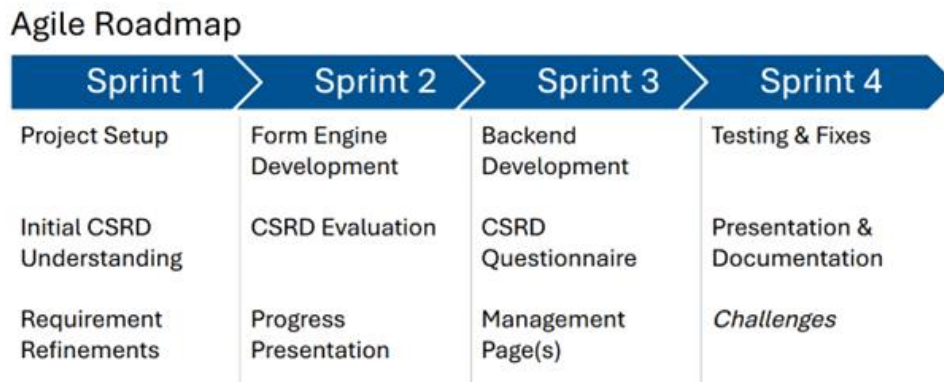 Agile Roadmap
Sprint 1
Sprint 2
Sprint 3
Sprint 4
Project Setup
Initial CSRD
Understanding
Requirement
Refinements
Form Engine
Development
CSRD Evaluation
Progress
Presentation
Backend
Development
CSRD
Questionnaire
Management
Page(s)
Testing & Fixes
Presentation &
Documentation
Challenges